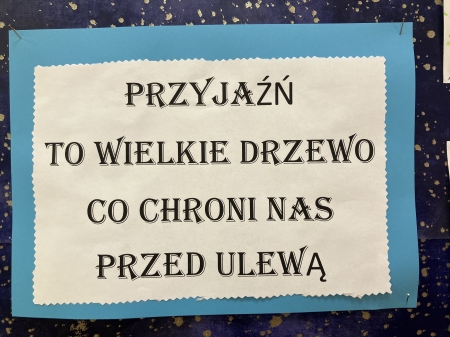 PRZYJAŹŃ
TO WIELKIE DRZEWO
CO CHRONI NAS
PRZED ULEWĄ